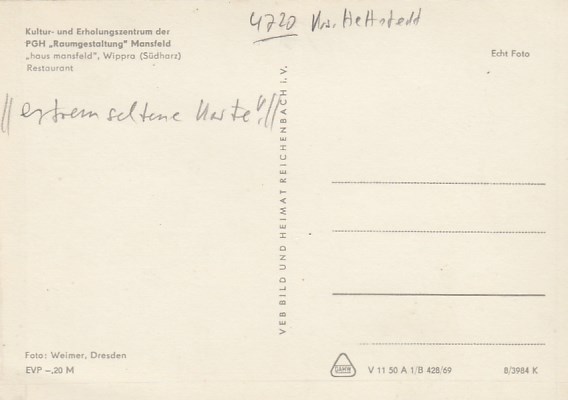 4720 Krs. Hettstedt
Kultur- und Erholungszentrum der
PGH „Raumgestaltung" Mansfeld
„haus mansfeld", Wippra (Südharz)
Restaurant
Echt Foto
//extrem seltene Karte!//
VEB BILD UND HEIMAT REICHENBACH i. V.
Foto: Weimer, Dresden
EVP –,20 M
V 11 50 A 1/B 428/69
8/3984 K